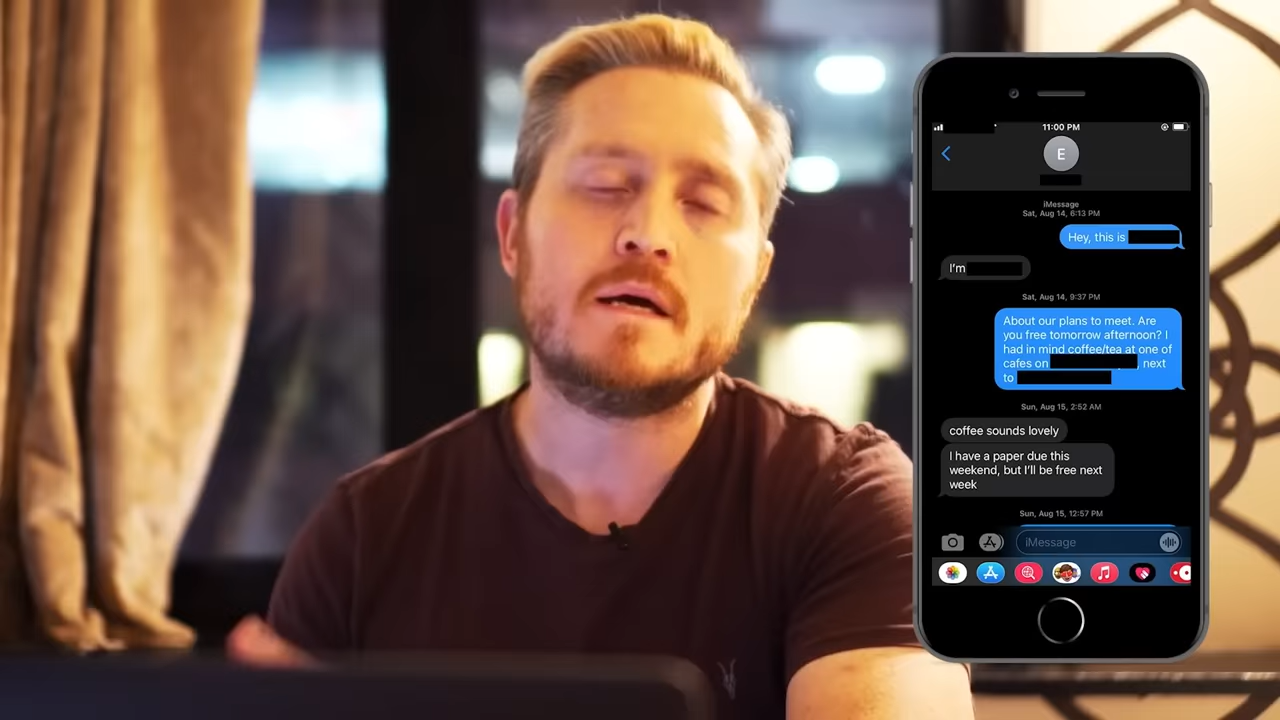 11:00 PM
E
iMessage
Sat, Aug 14, 6:13 PM
Hey, this is
I'm
Sat, Aug 14, 9:37 PM
About our plans to meet. Are
you free tomorrow afternoon? I
had in mind coffee/tea at one of
cafes on , next
to
Sun, Aug 15, 2:52 AM
coffee sounds lovely
I have a paper due this
weekend, but I'll be free next
week
Sun, Aug 15, 12:57 PM
iMessage